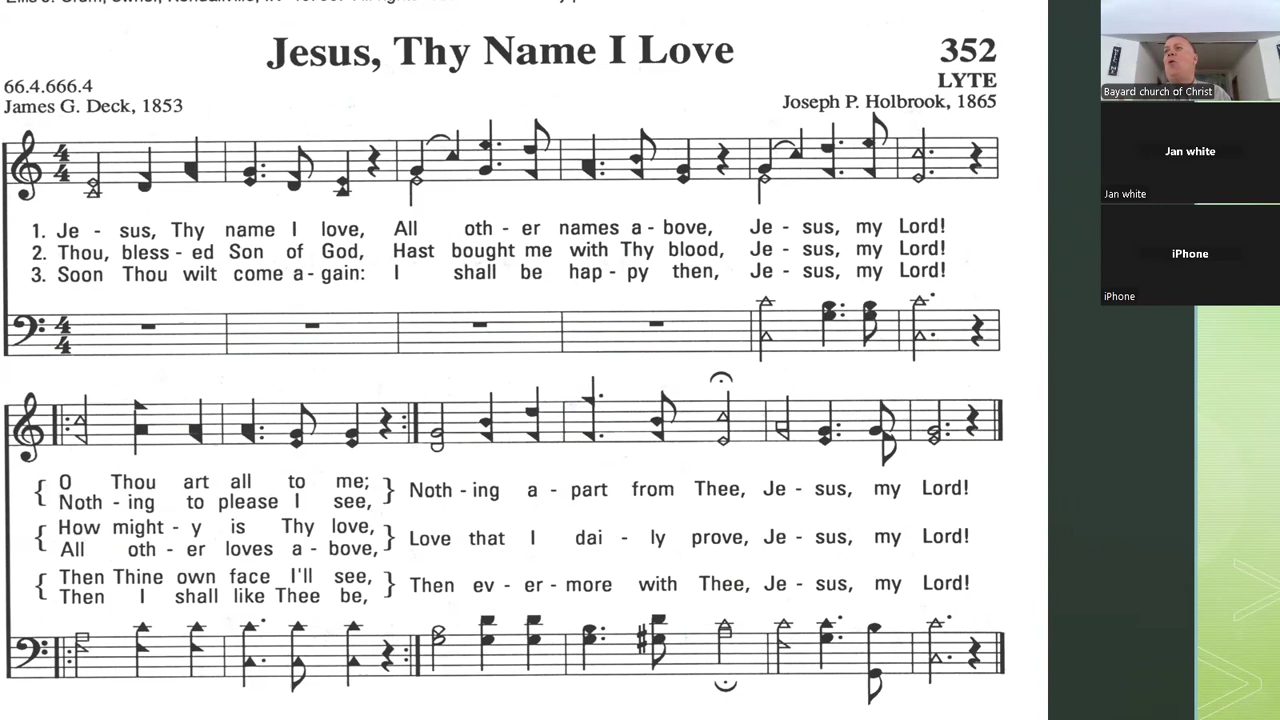 Jesus, Thy Name I Love
352
66.4.666.4
LYTE
James G. Deck, 1853
Joseph P. Holbrook, 1865
1. Je - sus, Thy name I love, All oth - er names a - bove, Je - sus, my Lord!
2. Thou, bless - ed Son of God, Hast bought me with Thy blood, Je - sus, my Lord!
3. Soon Thou wilt come a - gain: I shall be hap - py then, Je - sus, my Lord!
{ O Thou art all to me; }
Noth - ing to please I see,
Noth - ing a - part from Thee, Je - sus, my Lord!
{ How might - y is Thy love, }
All oth - er loves a - bove,
Love that I dai - ly prove, Je - sus, my Lord!
{ Then Thine own face I'll see, }
Then I shall like Thee be,
Then ev - er - more with Thee, Je - sus, my Lord!
Bayard church of Christ
Jan white
Jan white
iPhone
iPhone